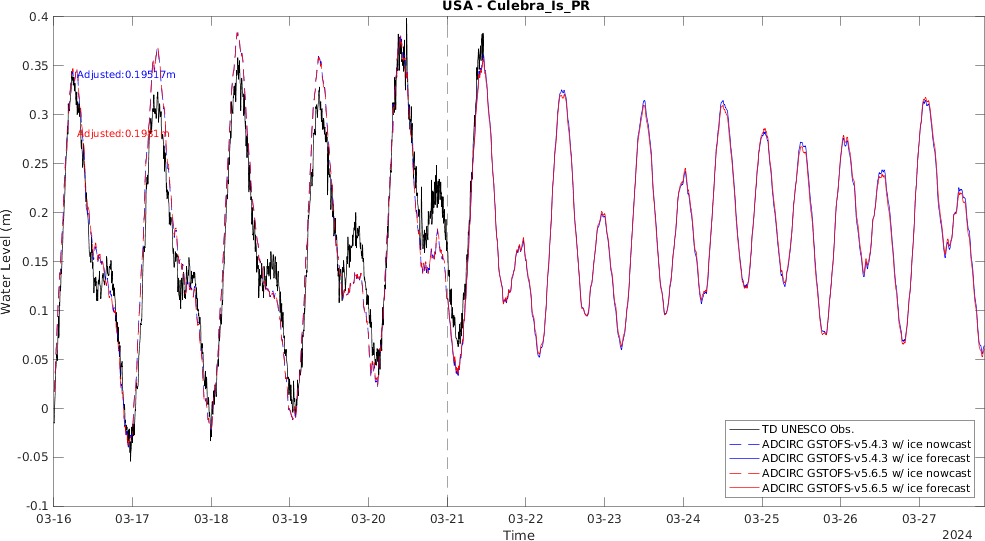 USA - Culebra_Is_PR
0.4
0.35
0.3
0.25
0.2
0.15
0.1
0.05
0
-0.05
-0.1
Water Level (m)
Adjusted:0.19517m
TD UNESCO Obs.
ADCIRC GSTOFS-v5.4.3 w/ ice nowcast
ADCIRC GSTOFS-v5.4.3 w/ ice forecast
ADCIRC GSTOFS-v5.6.5 w/ ice nowcast
ADCIRC GSTOFS-v5.6.5 w/ ice forecast
03-16 03-17 03-18 03-19 03-20 03-21 03-22 03-23 03-24 03-25 03-26 03-27
Time
2024